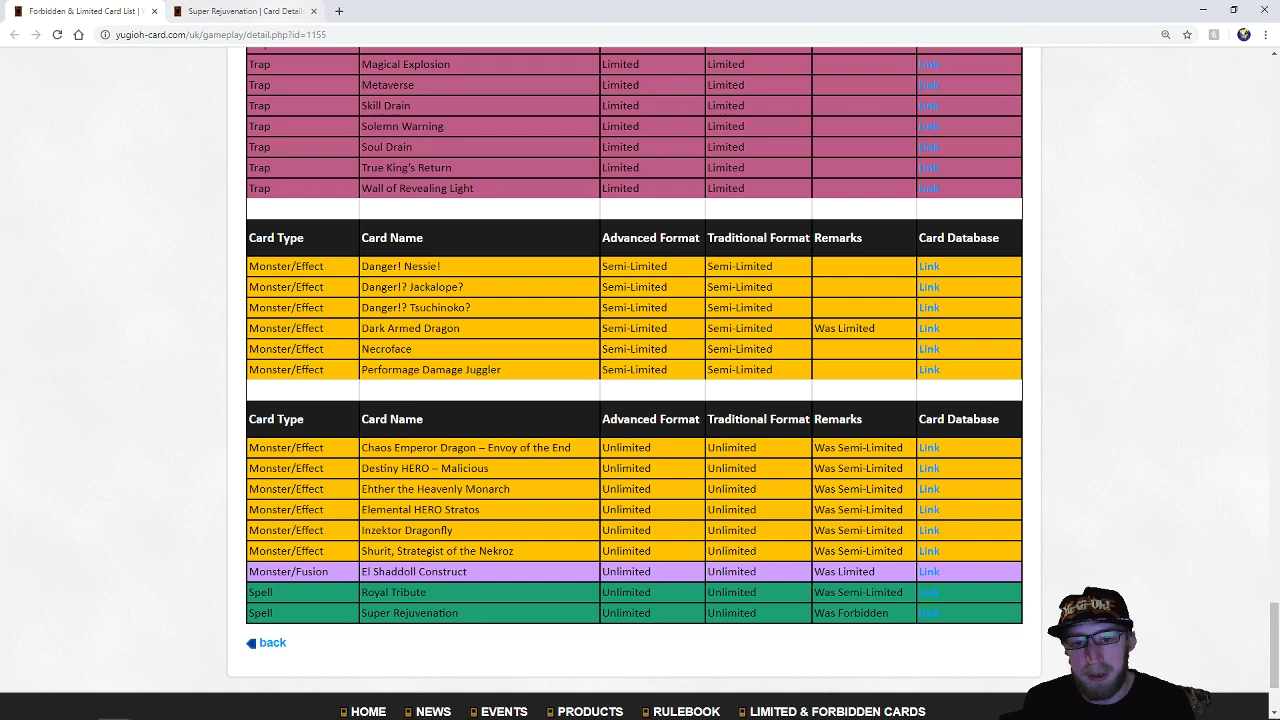 Forbidden & Limited Card List | Y
Super Rejuvenation | Card Details
yugioh-card.com/uk/gameplay/detail.php?id=1155
Trap Magical Explosion Limited Limited Link
Trap Metaverse Limited Limited Link
Trap Skill Drain Limited Limited Link
Trap Solemn Warning Limited Limited Link
Trap Soul Drain Limited Limited Link
Trap True King’s Return Limited Limited Link
Trap Wall of Revealing Light Limited Limited Link
Card Type Card Name Advanced Format Traditional Format Remarks Card Database
Monster/Effect Danger! Nessie! Semi-Limited Semi-Limited Link
Monster/Effect Danger!? Jackalope? Semi-Limited Semi-Limited Link
Monster/Effect Danger!? Tsuchinoko? Semi-Limited Semi-Limited Link
Monster/Effect Dark Armed Dragon Semi-Limited Semi-Limited Was Limited Link
Monster/Effect Necroface Semi-Limited Semi-Limited Link
Monster/Effect Performage Damage Juggler Semi-Limited Semi-Limited Link
Card Type Card Name Advanced Format Traditional Format Remarks Card Database
Monster/Effect Chaos Emperor Dragon – Envoy of the End Unlimited Unlimited Was Semi-Limited Link
Monster/Effect Destiny HERO – Malicious Unlimited Unlimited Was Semi-Limited Link
Monster/Effect Ehther the Heavenly Monarch Unlimited Unlimited Was Semi-Limited Link
Monster/Effect Elemental HERO Stratos Unlimited Unlimited Was Semi-Limited Link
Monster/Effect Inzektor Dragonfly Unlimited Unlimited Was Semi-Limited Link
Monster/Effect Shurit, Strategist of the Nekroz Unlimited Unlimited Was Semi-Limited Link
Monster/Fusion El Shaddoll Construct Unlimited Unlimited Was Limited Link
Spell Royal Tribute Unlimited Unlimited Was Semi-Limited Link
Spell Super Rejuvenation Unlimited Unlimited Was Forbidden Link
back
HOME NEWS EVENTS PRODUCTS RULEBOOK LIMITED & FORBIDDEN CARDS